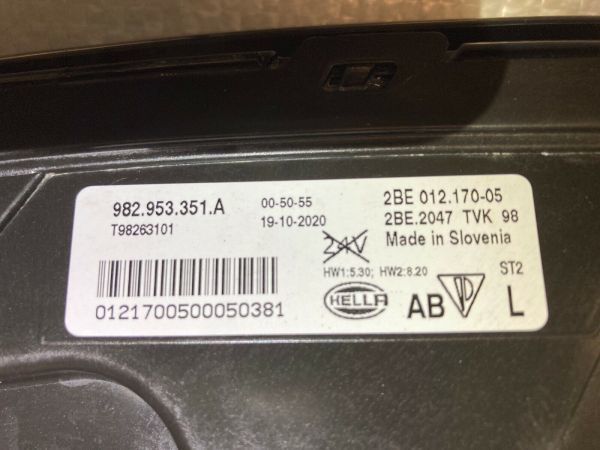 982.953.351.A
T98263101
00-50-55
19-10-2020
2BE 012.170-05
2BE.2047 TVK 98
Made in Slovenia
24V
HW1:5.30; HW2:8.20
0121700500050381
HELLA
AB
ST2
L